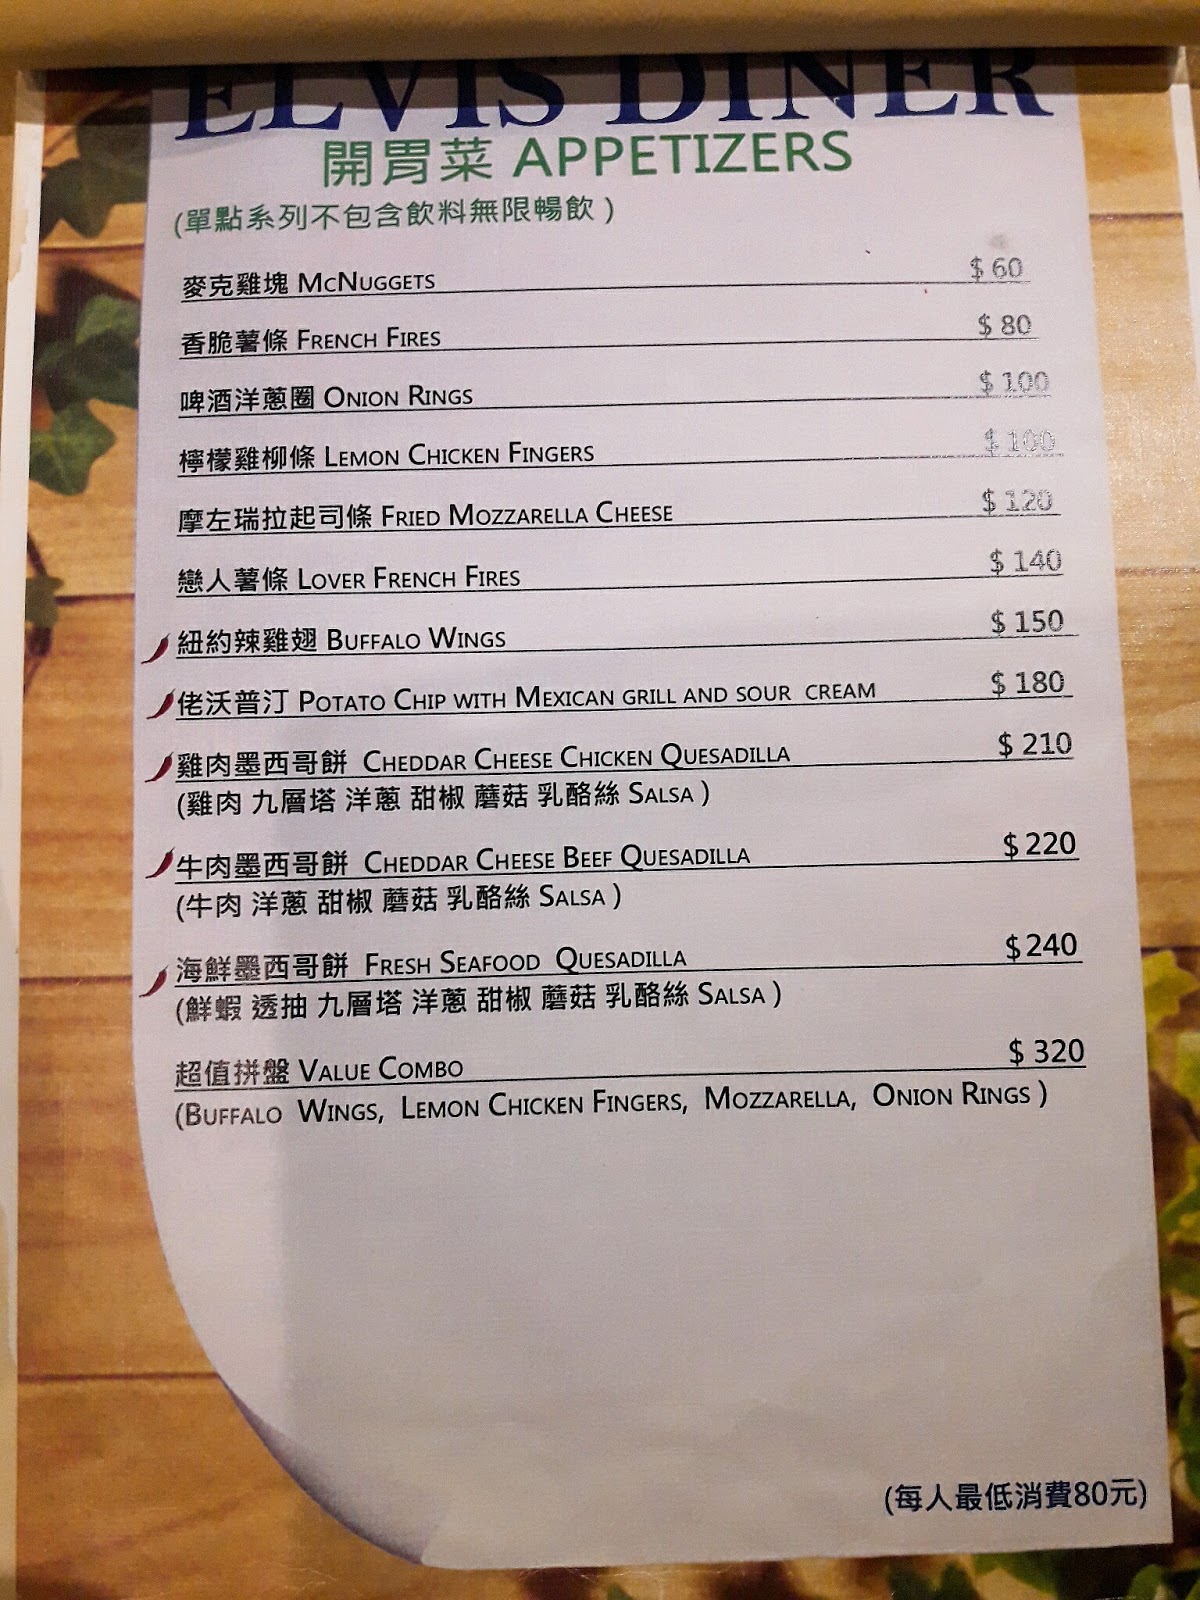 ELVIS DINER
開胃菜 APPETIZERS
(單點系列不包含飲料無限暢飲)
麥克雞塊 MCNUGGETS $ 60
香脆薯條 FRENCH FIRES $ 80
啤酒洋蔥圈 ONION RINGS $ 100
檸檬雞柳條 LEMON CHICKEN FINGERS $ 100
摩左瑞拉起司條 FRIED MOZZARELLA CHEESE $ 120
戀人薯條 LOVER FRENCH FIRES $ 140
紐約辣雞翅 BUFFALO WINGS $ 150
佬沃普汀 POTATO CHIP WITH MEXICAN GRILL AND SOUR CREAM $ 180
雞肉墨西哥餅 CHEDDAR CHEESE CHICKEN QUESADILLA $ 210
(雞肉 九層塔 洋蔥 甜椒 蘑菇 乳酪絲 SALSA )
牛肉墨西哥餅 CHEDDAR CHEESE BEEF QUESADILLA $ 220
(牛肉 洋蔥 甜椒 蘑菇 乳酪絲 SALSA )
海鮮墨西哥餅 FRESH SEAFOOD QUESADILLA $240
(鮮蝦 透抽 九層塔 洋蔥 甜椒 蘑菇 乳酪絲 SALSA )
超值拼盤 VALUE COMBO $ 320
(BUFFALO WINGS, LEMON CHICKEN FINGERS, MOZZARELLA, ONION RINGS )
(每人最低消費80元)